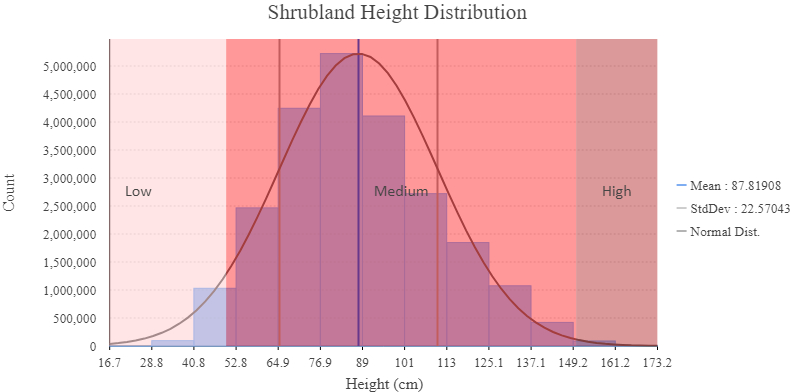 Shrubland Height Distribution
5,000,000
4,500,000
4,000,000
3,500,000
3,000,000
2,500,000
2,000,000
1,500,000
1,000,000
500,000
0
Count
Low
Medium
High
16.7 28.8 40.8 52.8 64.9 76.9 89 101 113 125.1 137.1 149.2 161.2 173.2
Height (cm)
Mean : 87.81908
StdDev : 22.57043
Normal Dist.